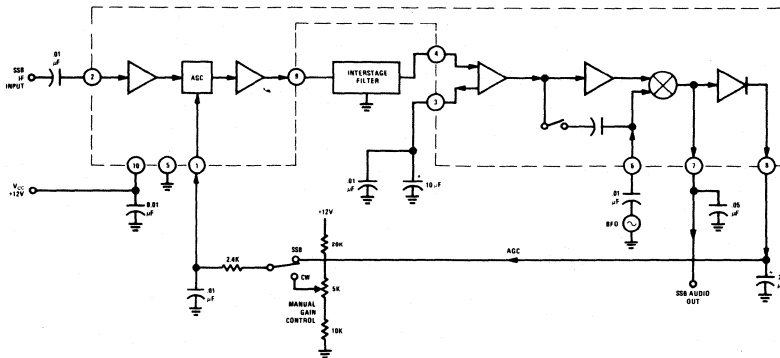 .01
μF
SSB
IF
INPUT
2
AGC
9
INTERSTAGE
FILTER
4
3
10
5
1
6
7
8
VCC
+12V
0.01
μF
.01
μF
+
10μF
.01
μF
BFO
.05
μF
+12V
20K
2.4K
SSB
CW
5K
MANUAL
GAIN
CONTROL
10K
.01
μF
AGC
SSB AUDIO
OUT
+